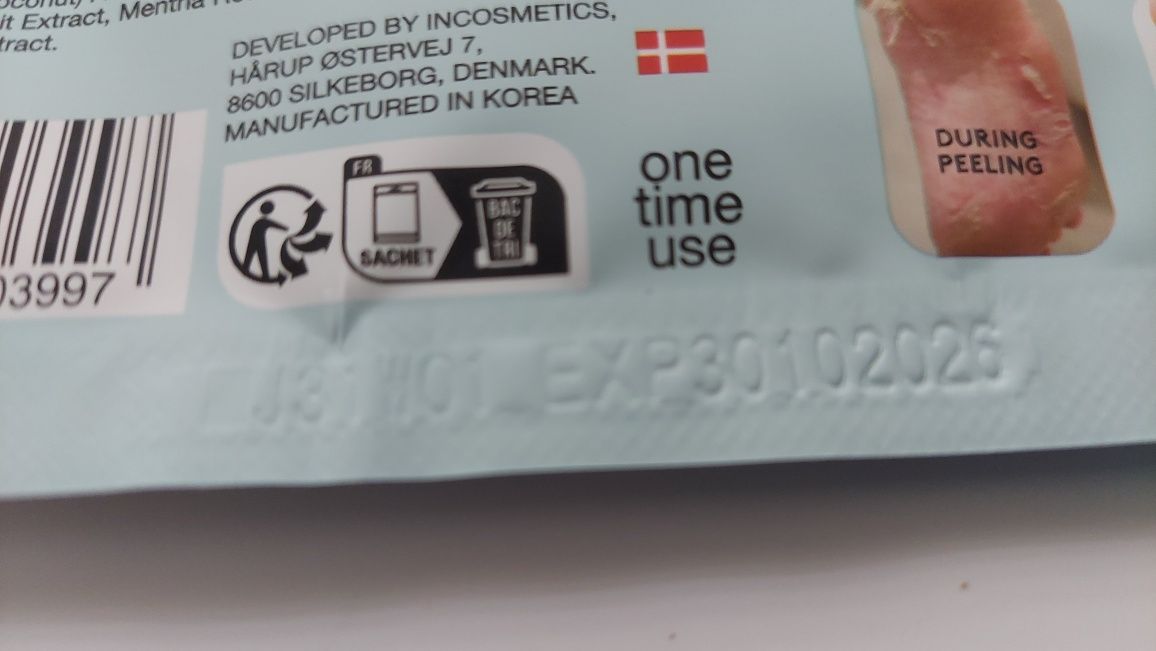 it Extract, Mentha
tract.
DEVELOPED BY INCOSMETICS,
HÅRUP ØSTERVEJ 7,
8600 SILKEBORG, DENMARK.
MANUFACTURED IN KOREA
03997
FR
SACHET
BAC
DE
TRI
one
time
use
DURING
PEELING
J31W01 EXP30102026